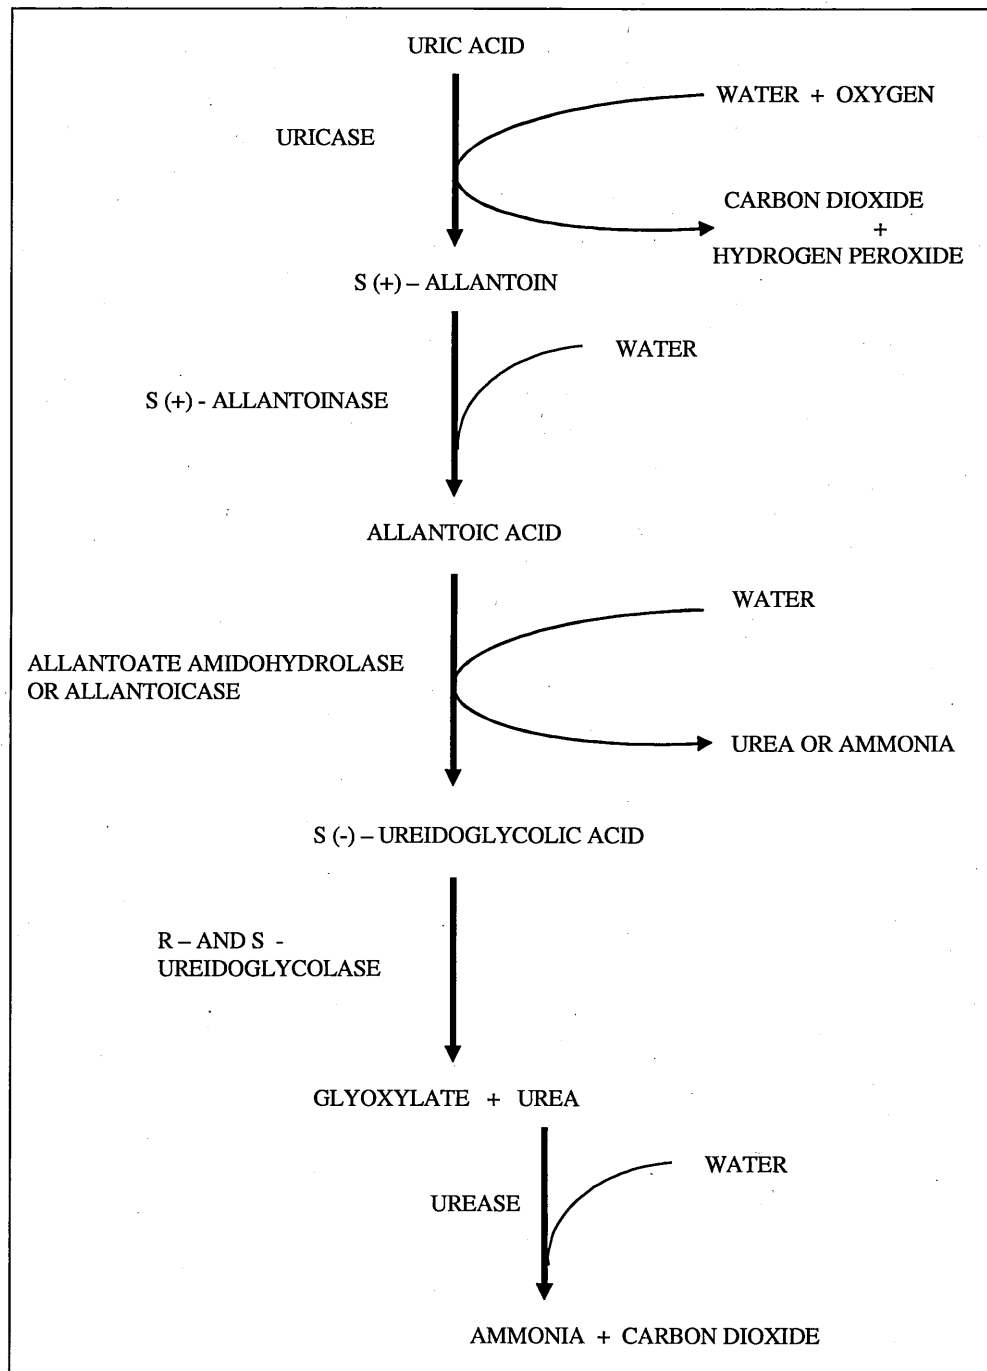 URIC ACID
WATER + OXYGEN
URICASE
CARBON DIOXIDE
+
HYDROGEN PEROXIDE
S (+) – ALLANTOIN
WATER
S (+) - ALLANTOINASE
ALLANTOIC ACID
WATER
ALLANTOATE AMIDOHYDROLASE
OR ALLANTOICASE
UREA OR AMMONIA
S (-) – UREIDOGLYCOLIC ACID
R – AND S -
UREIDOGLYCOLASE
GLYOXYLATE + UREA
WATER
UREASE
AMMONIA + CARBON DIOXIDE